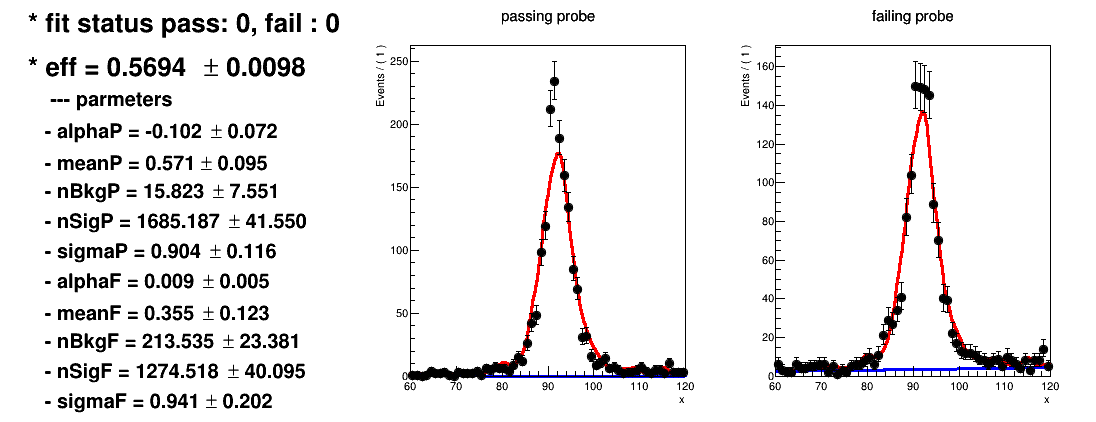 * fit status pass: 0, fail : 0
* eff = 0.5694 ± 0.0098
--- parmeters
- alphaP = -0.102 ± 0.072
- meanP = 0.571 ± 0.095
- nBkgP = 15.823 ± 7.551
- nSigP = 1685.187 ± 41.550
- sigmaP = 0.904 ± 0.116
- alphaF = 0.009 ± 0.005
- meanF = 0.355 ± 0.123
- nBkgF = 213.535 ± 23.381
- nSigF = 1274.518 ± 40.095
- sigmaF = 0.941 ± 0.202
passing probe
Events / ( 1 )
250
200
150
100
50
0
60 70 80 90 100 110 120
x
failing probe
Events / ( 1 )
160
140
120
100
80
60
40
20
0
60 70 80 90 100 110 120
x